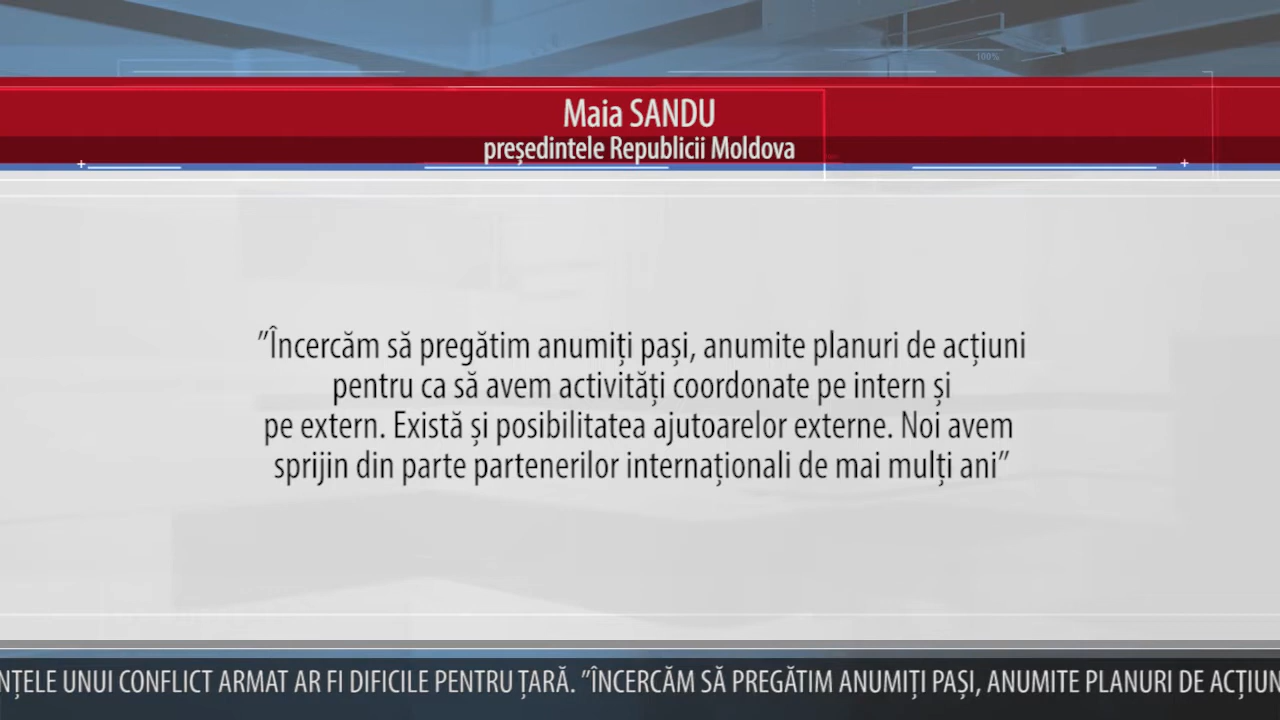 100%
Maia SANDU
președintele Republicii Moldova
”Încercăm să pregătim anumiți pași, anumite planuri de acțiuni
pentru ca să avem activități coordonate pe intern și
pe extern. Există și posibilitatea ajutoarelor externe. Noi avem
sprijin din parte partenerilor internaționali de mai mulți ani”
NȚELE UNUI CONFLICT ARMAT AR FI DIFICILE PENTRU ȚARĂ. ”ÎNCERCĂM SĂ PREGĂTIM ANUMIȚI PAȘI, ANUMITE PLANURI DE ACȚIUN